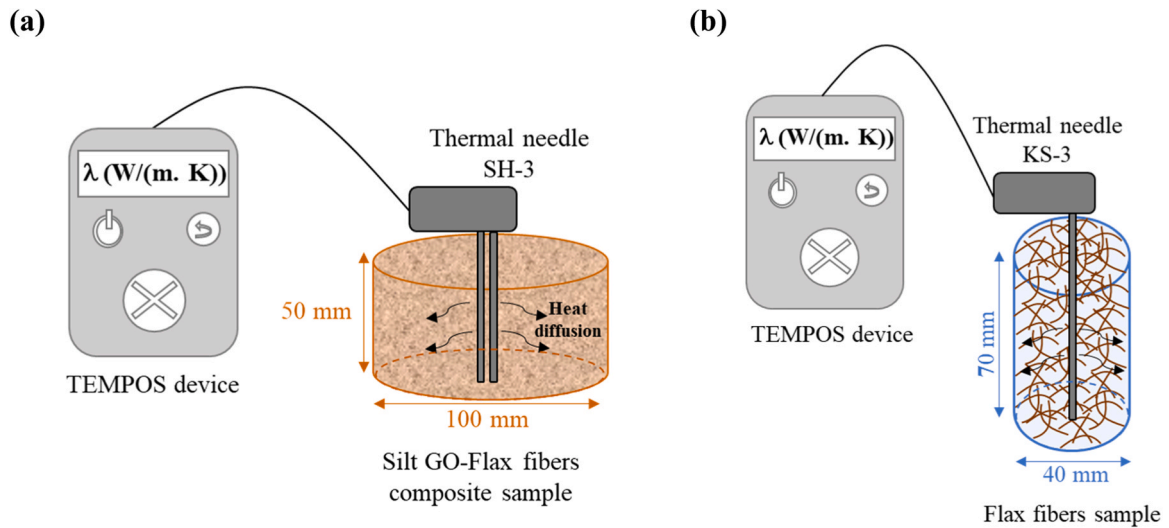 (a)
λ (W/(m. K))
TEMPOS device
Thermal needle
SH-3
50 mm
Heat
diffusion
100 mm
Silt GO-Flax fibers
composite sample
(b)
λ (W/(m. K))
TEMPOS device
Thermal needle
KS-3
70 mm
40 mm
Flax fibers sample